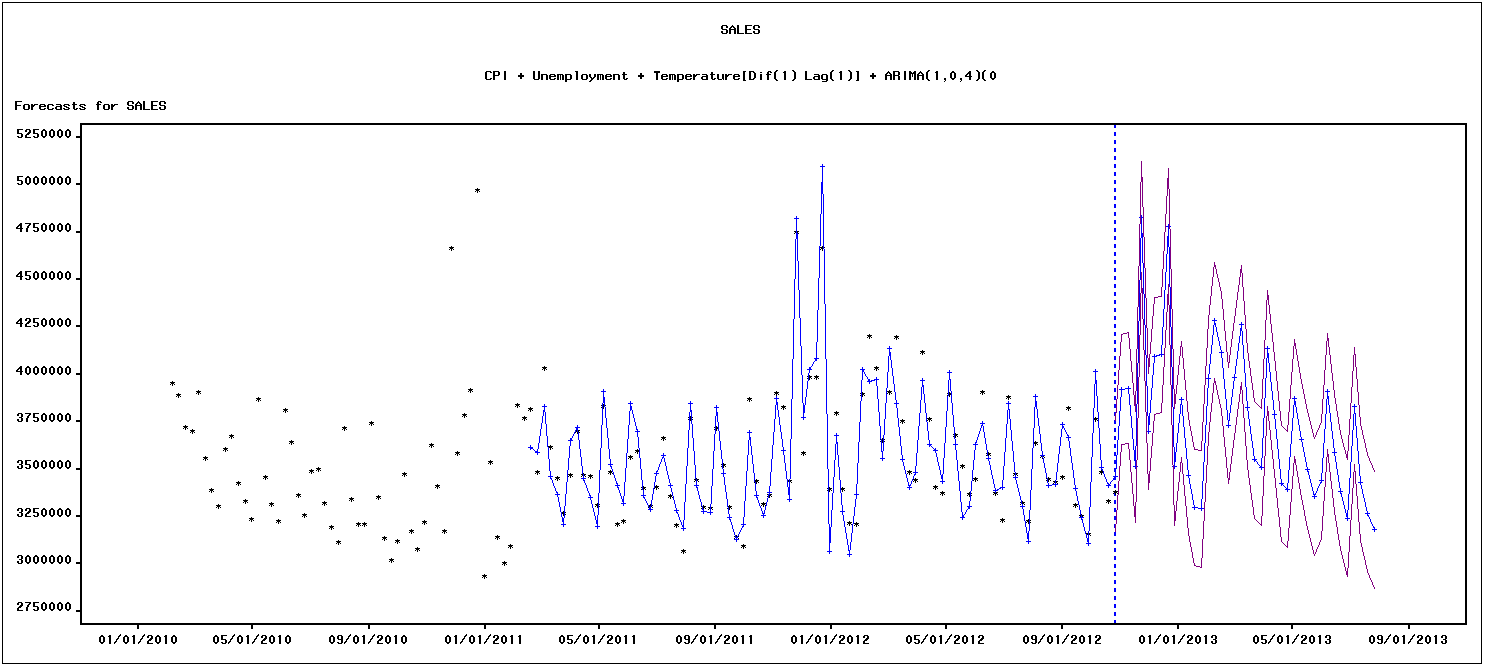 SALES
CPI + Unemployment + Temperature[Dif(1) Lag(1)] + ARIMA(1,0,4)(0
Forecasts for SALES
5250000
5000000
4750000
4500000
4250000
4000000
3750000
3500000
3250000
3000000
2750000
01/01/2010 05/01/2010 09/01/2010 01/01/2011 05/01/2011 09/01/2011 01/01/2012 05/01/2012 09/01/2012 01/01/2013 05/01/2013 09/01/2013